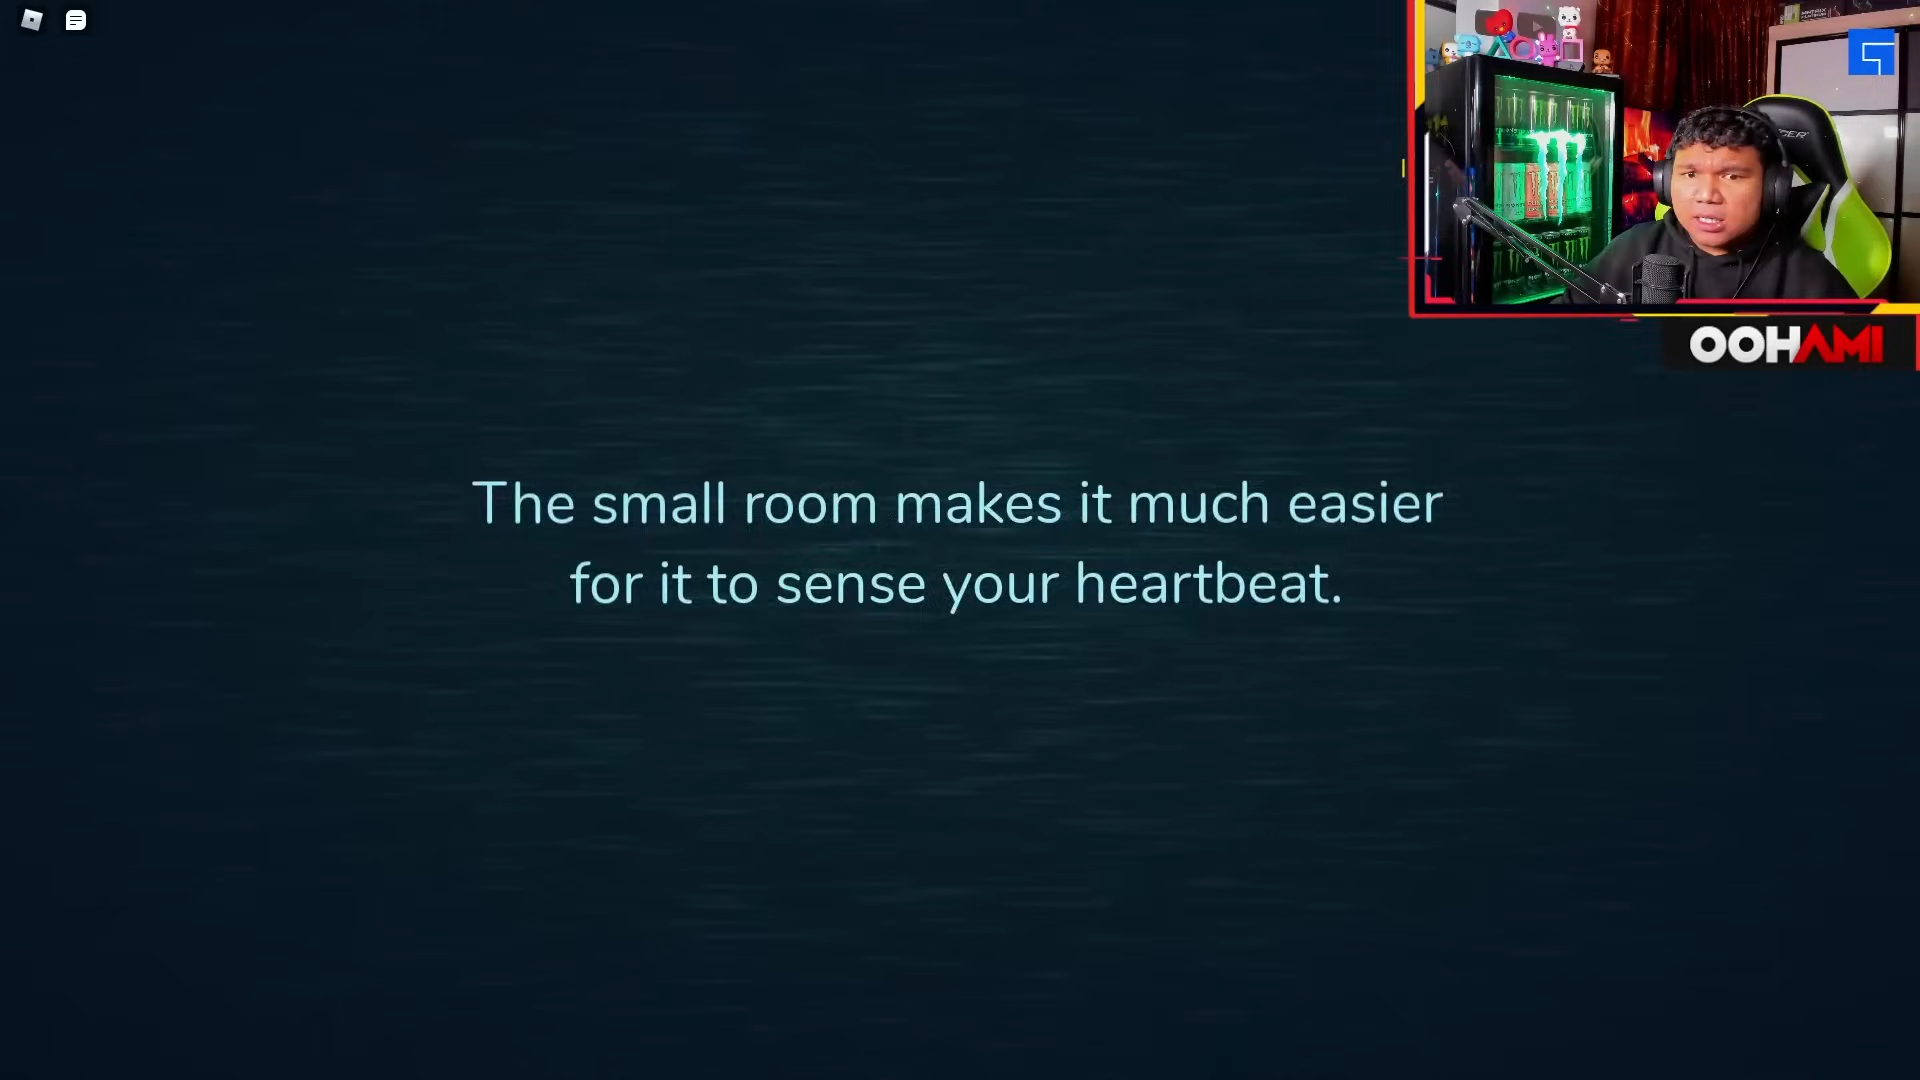 OOHAMI
The small room makes it much easier
for it to sense your heartbeat.